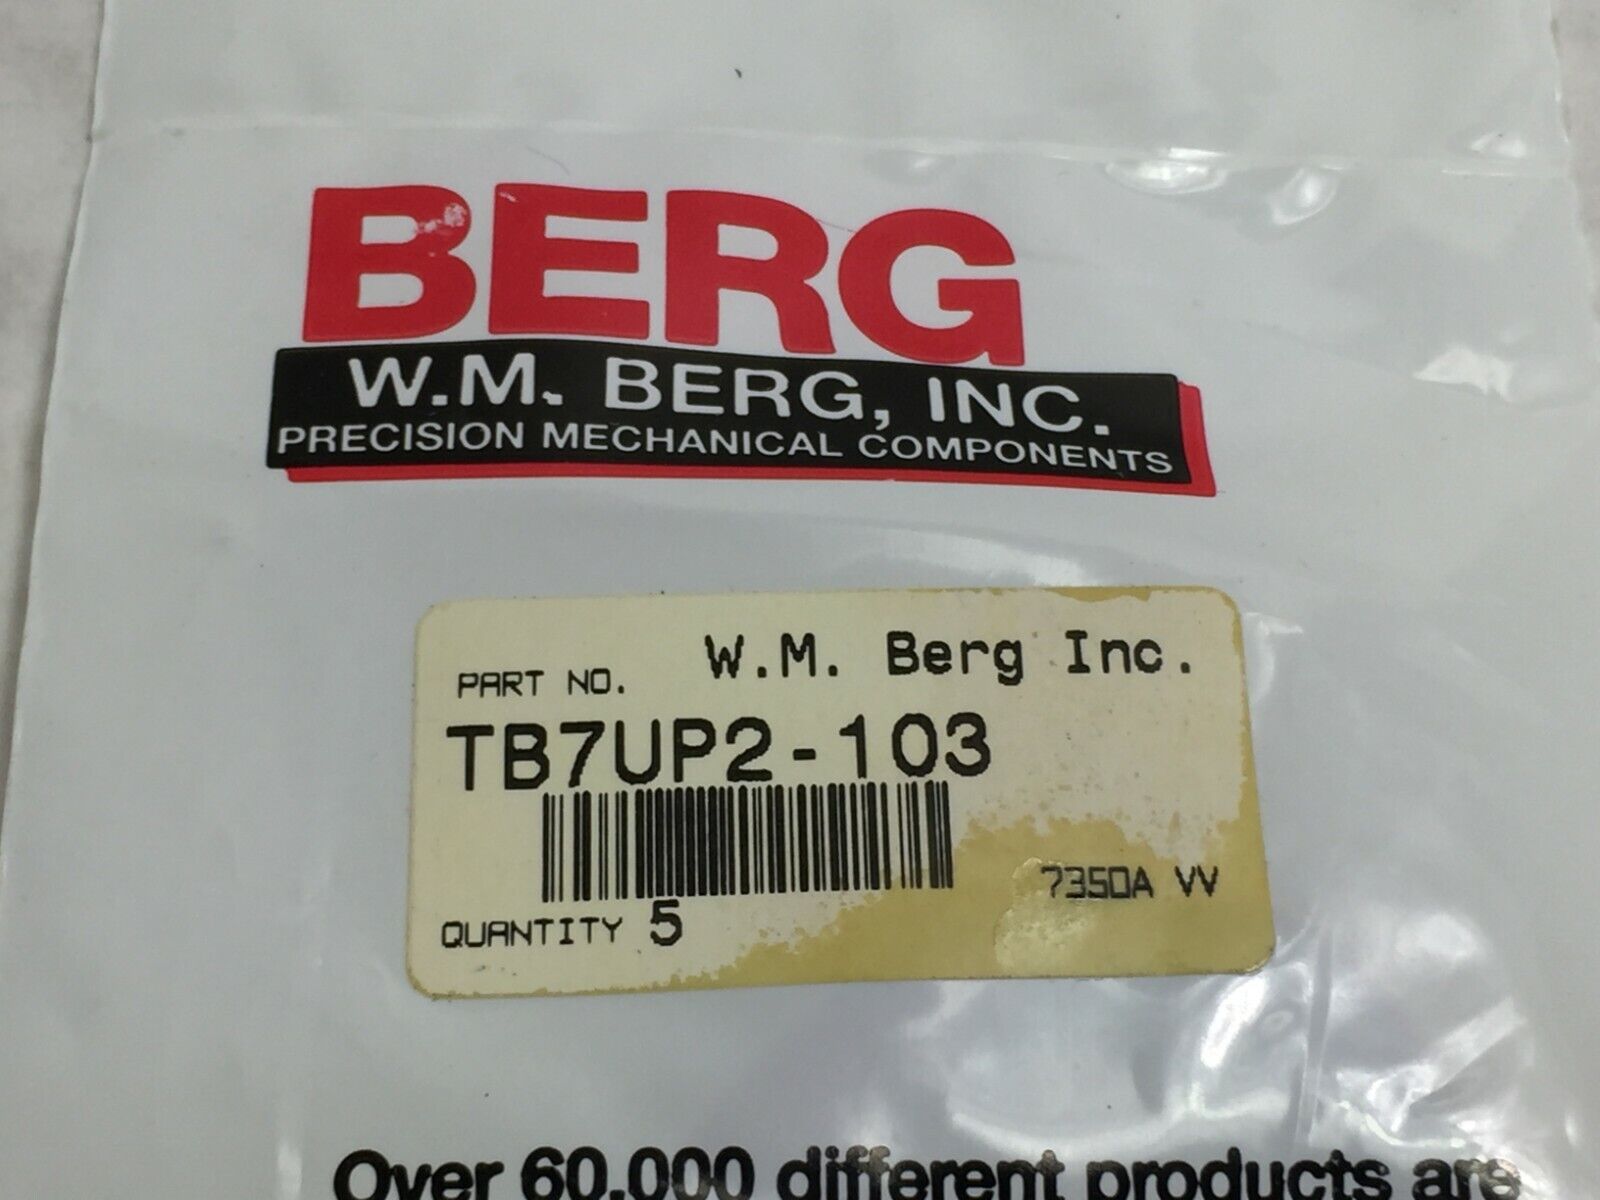 BERG
W.M. BERG, INC.
PRECISION MECHANICAL COMPONENTS
W.M. Berg Inc.
PART NO.
TB7UP2-103
7350A VV
QUANTITY 5
Over 60,000 different products are